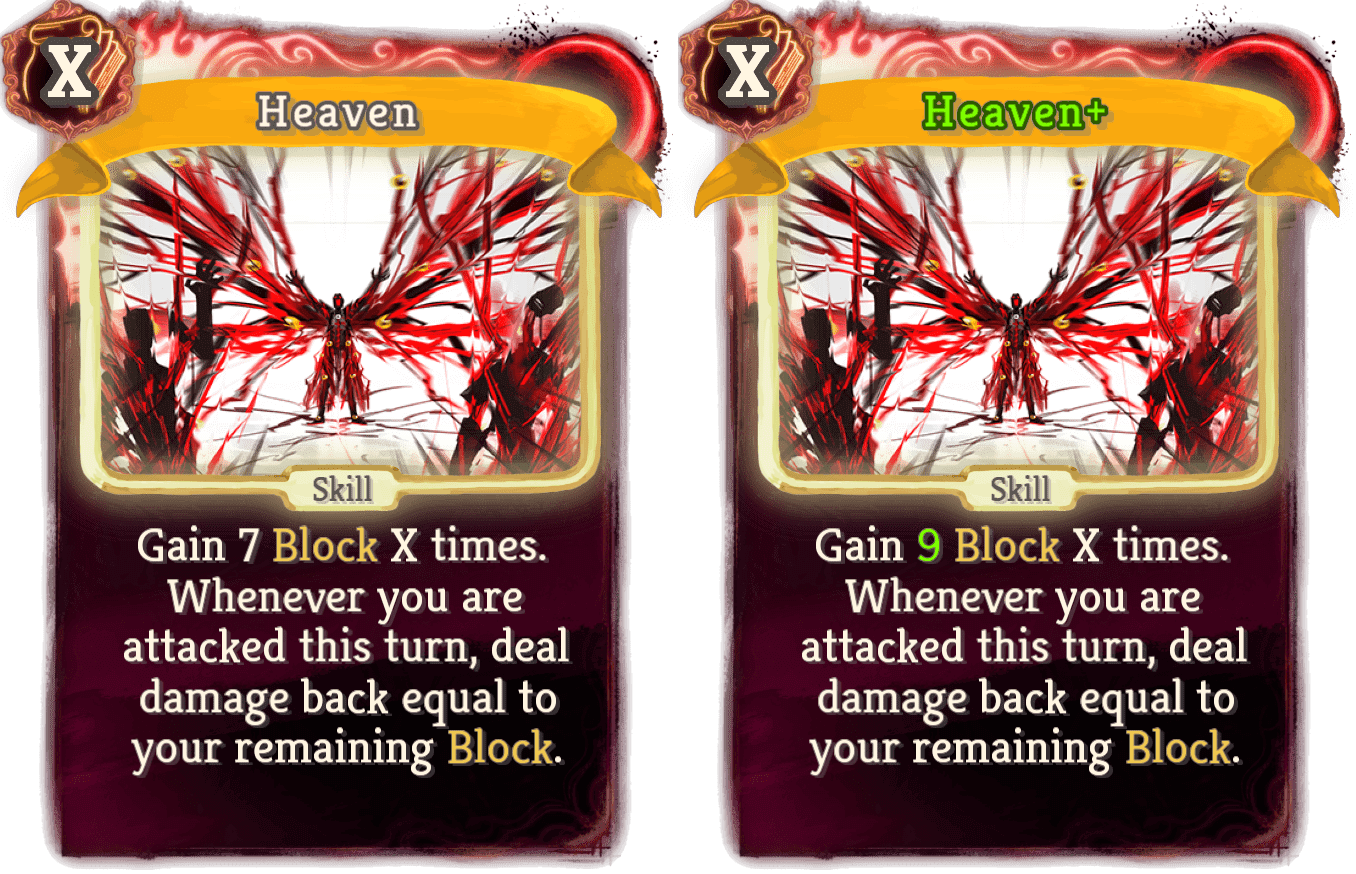 X
Heaven
Skill
Gain 7 Block X times.
Whenever you are
attacked this turn, deal
damage back equal to
your remaining Block.
X
Heaven+
Skill
Gain 9 Block X times.
Whenever you are
attacked this turn, deal
damage back equal to
your remaining Block.